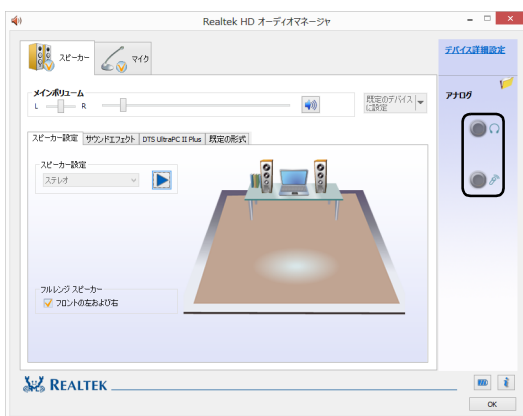 Realtek HD オーディオマネージャ
スピーカー
マイク
デバイス詳細設定
メインボリューム
L
R
既定のデバイス
に設定
アナログ
スピーカー設定
サウンドエフェクト
DTS UltraPC II Plus
既定の形式
スピーカー設定
ステレオ
フルレンジ スピーカー
フロントの左および右
REALTEK
OK